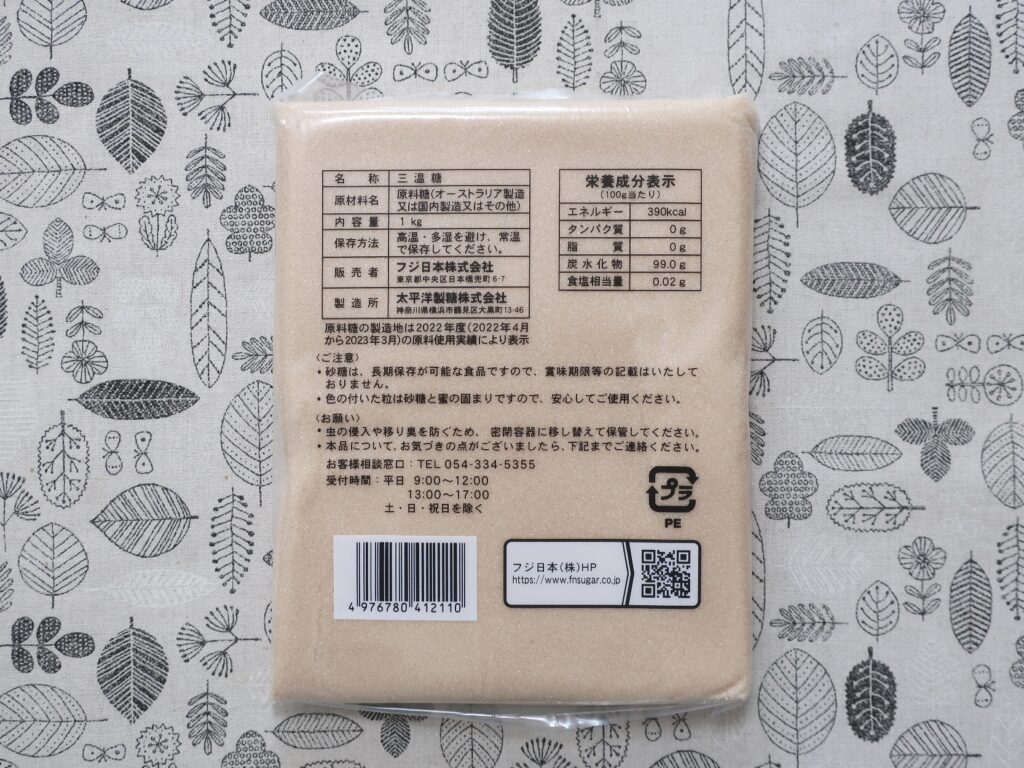 名称 三温糖
原材料名 原料糖(オーストラリア製造
又は国内製造又はその他)
内容量 1kg
保存方法 高温・多湿を避け、常温
で保存してください。
販売者 フジ日本株式会社
東京都中央区日本橋兜町6-7
製造所 太平洋製糖株式会社
神奈川県横浜市鶴見区大黒町13-46
原料糖の製造地は2022年度(2022年4月
から2023年3月)の原料使用実績により表示
〈ご注意〉
・砂糖は、長期保存が可能な食品ですので、賞味期限等の記載はいたして
おりません。
・色の付いた粒は砂糖と蜜の固まりですので、安心してご使用ください。
〈お願い〉
・虫の侵入や移り臭を防ぐため、密閉容器に移し替えて保管してください。
・本品について、お気づきの点がございましたら、下記までご連絡ください。
お客様相談窓口:TEL 054-334-5355
受付時間:平日 9:00〜12:00
13:00〜17:00
土・日・祝日を除く
栄養成分表示
(100g当たり)
エネルギー 390kcal
タンパク質 0g
脂質 0g
炭水化物 99.0g
食塩相当量 0.02g
プラ
PE
4 976780 412110
フジ日本(株)HP
https://www.fnsugar.co.jp